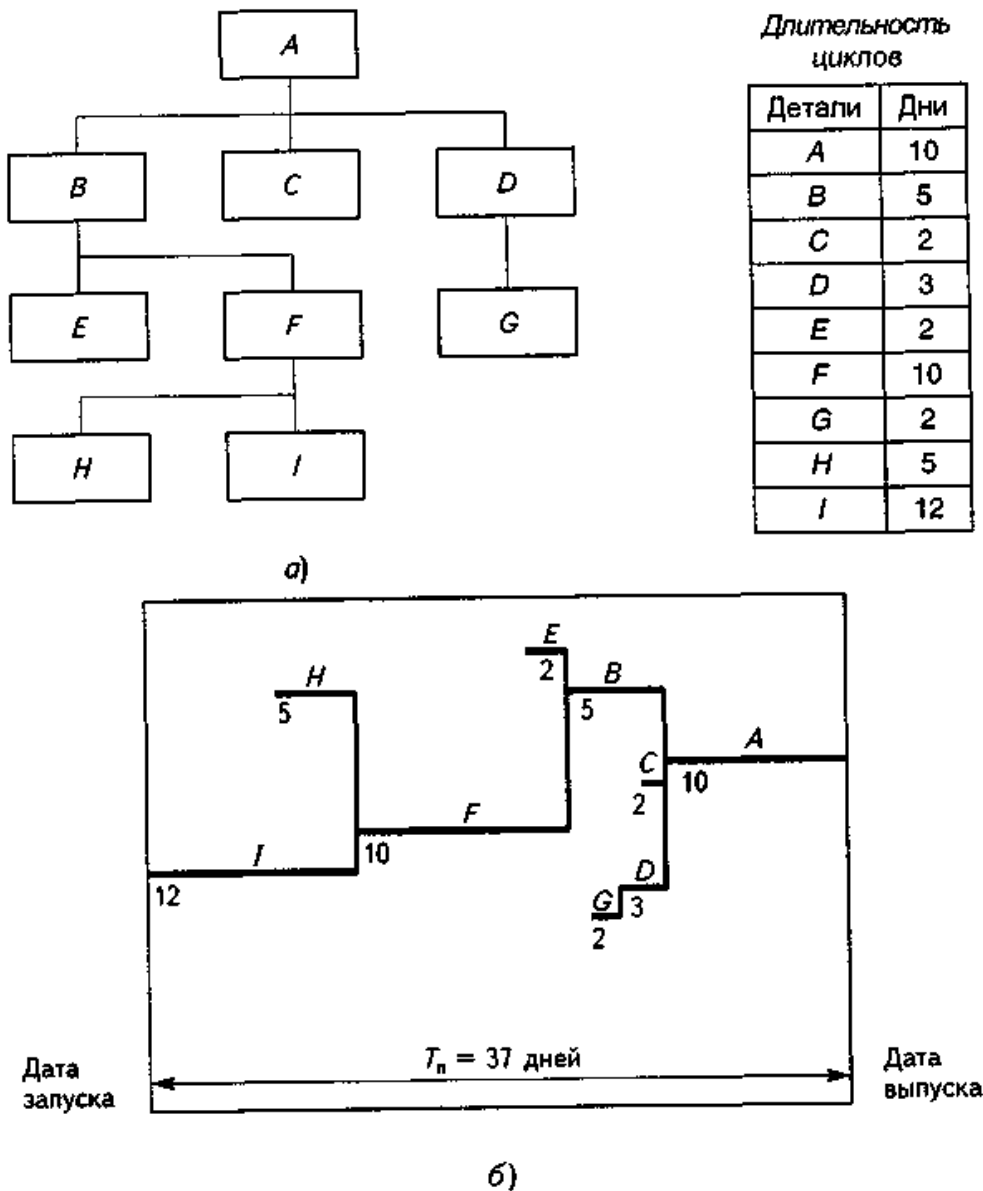 A
B
C
D
E
F
G
H
I
Длительность
циклов
Детали Дни
A 10
B 5
C 2
D 3
E 2
F 10
G 2
H 5
I 12
а)
E
2
H
5
B
5
A
10
C
2
F
10
I
12
D
3
G
2
Tп = 37 дней
Дата
запуска
Дата
выпуска
б)